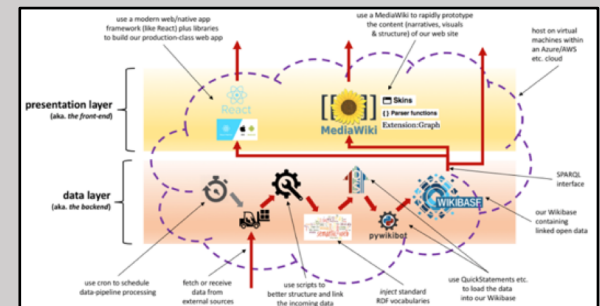 use a modern web/native app
framework (like React) plus libraries
to build our production-class web app
use a MediaWiki to rapidly prototype
the content (narratives, visuals
& structure) of our web site
host on virtual
machines within
an Azure/AWS
etc. cloud
presentation layer
(aka. the front-end)
React
MediaWiki
Skins
Parser functions
Extension:Graph
data layer
(aka. the backend)
SPARQL
interface
WIKIBASE
our Wikibase
containing
linked open data
pywikibot
use cron to schedule
data-pipeline processing
fetch or receive
data from
external sources
use scripts to
better structure and link
the incoming data
inject standard
RDF vocabularies
use QuickStatements etc.
to load the data
into our Wikibase